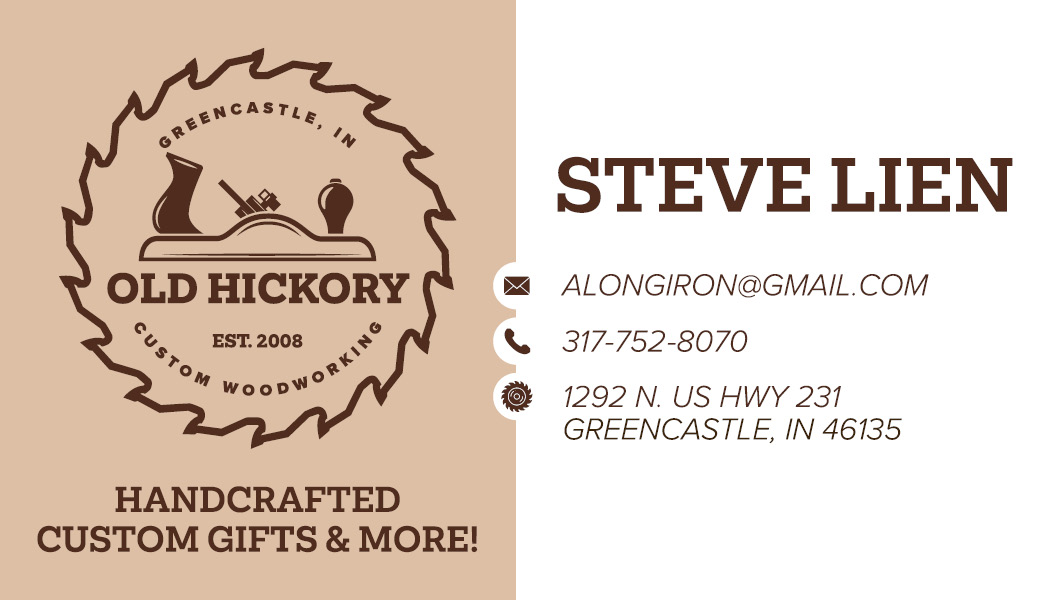 GREENCASTLE, IN
OLD HICKORY
EST. 2008
CUSTOM WOODWORKING
HANDCRAFTED
CUSTOM GIFTS & MORE!
STEVE LIEN
ALONGIRON@GMAIL.COM
317-752-8070
1292 N. US HWY 231
GREENCASTLE, IN 46135